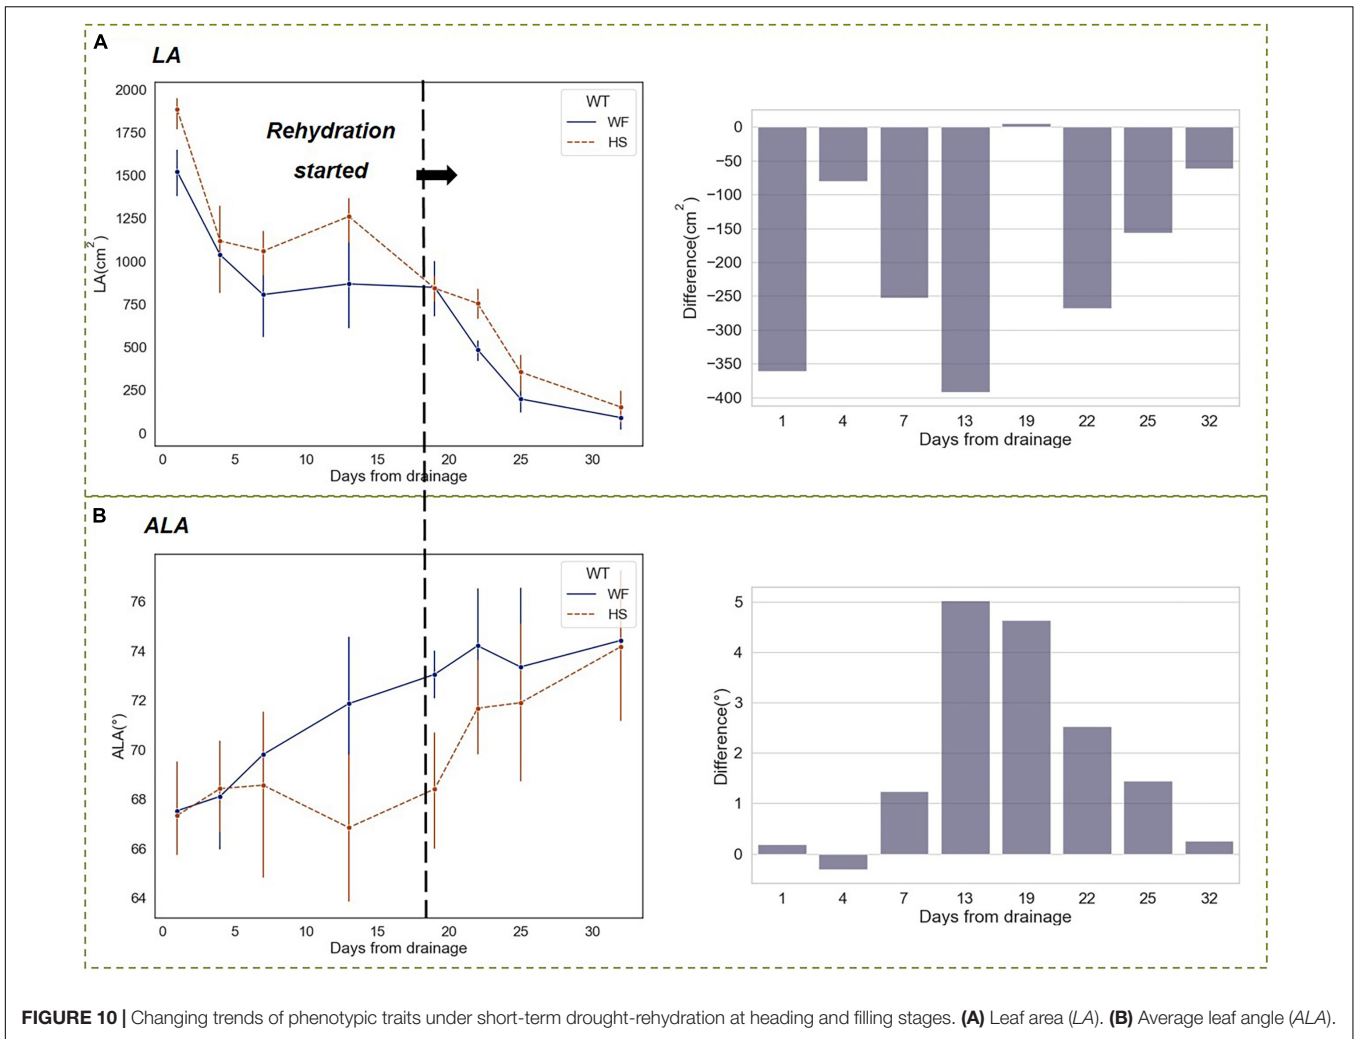 A
LA
2000
1750
1500
1250
1000
750
500
250
0
LA(cm2)
Rehydration
started
WT
WF
HS
0 5 10 15 20 25 30
Days from drainage
0
−50
−100
−150
−200
−250
−300
−350
−400
Difference(cm2)
1 4 7 13 19 22 25 32
Days from drainage
B
ALA
76
74
72
70
68
66
64
ALA(°)
WT
WF
HS
0 5 10 15 20 25 30
Days from drainage
5
4
3
2
1
0
Difference(°)
1 4 7 13 19 22 25 32
Days from drainage
FIGURE 10 | Changing trends of phenotypic traits under short-term drought-rehydration at heading and filling stages. (A) Leaf area (LA). (B) Average leaf angle (ALA).